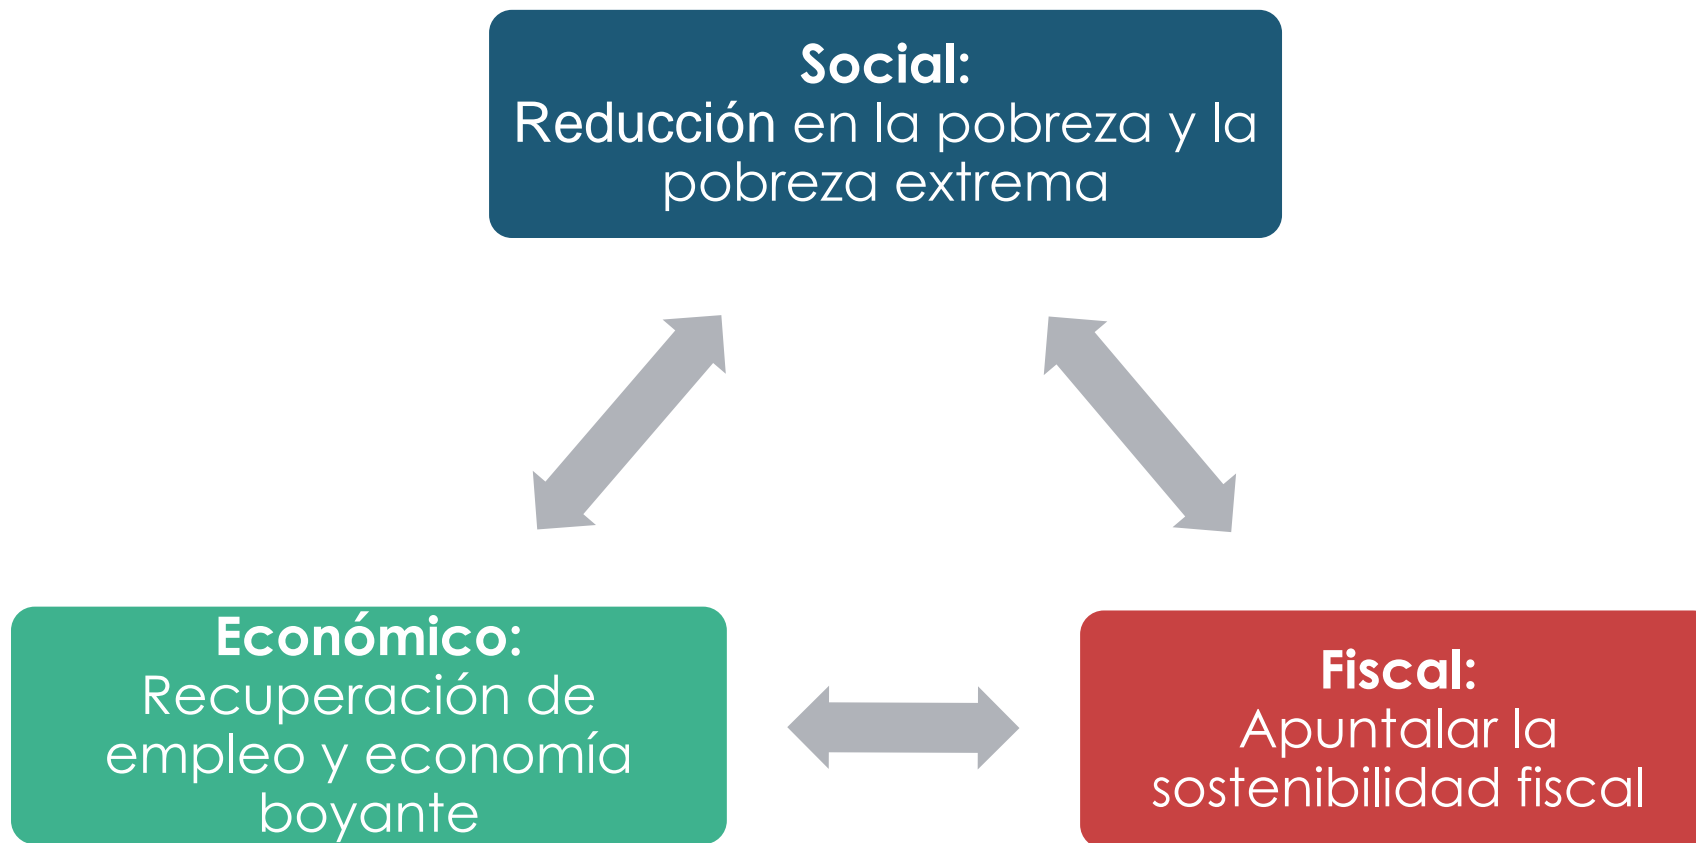 Social:
Reducción en la pobreza y la
pobreza extrema
Económico:
Recuperación de
empleo y economía
boyante
Fiscal:
Apuntalar la
sostenibilidad fiscal